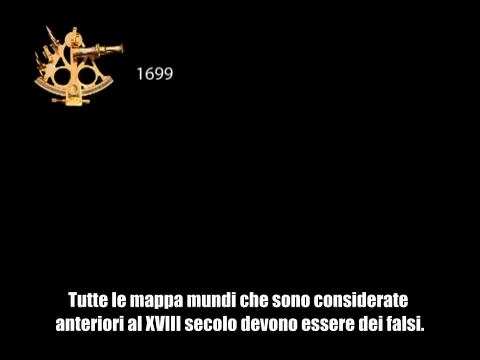 1699
Tutte le mappa mundi che sono considerate
anteriori al XVIII secolo devono essere dei falsi.